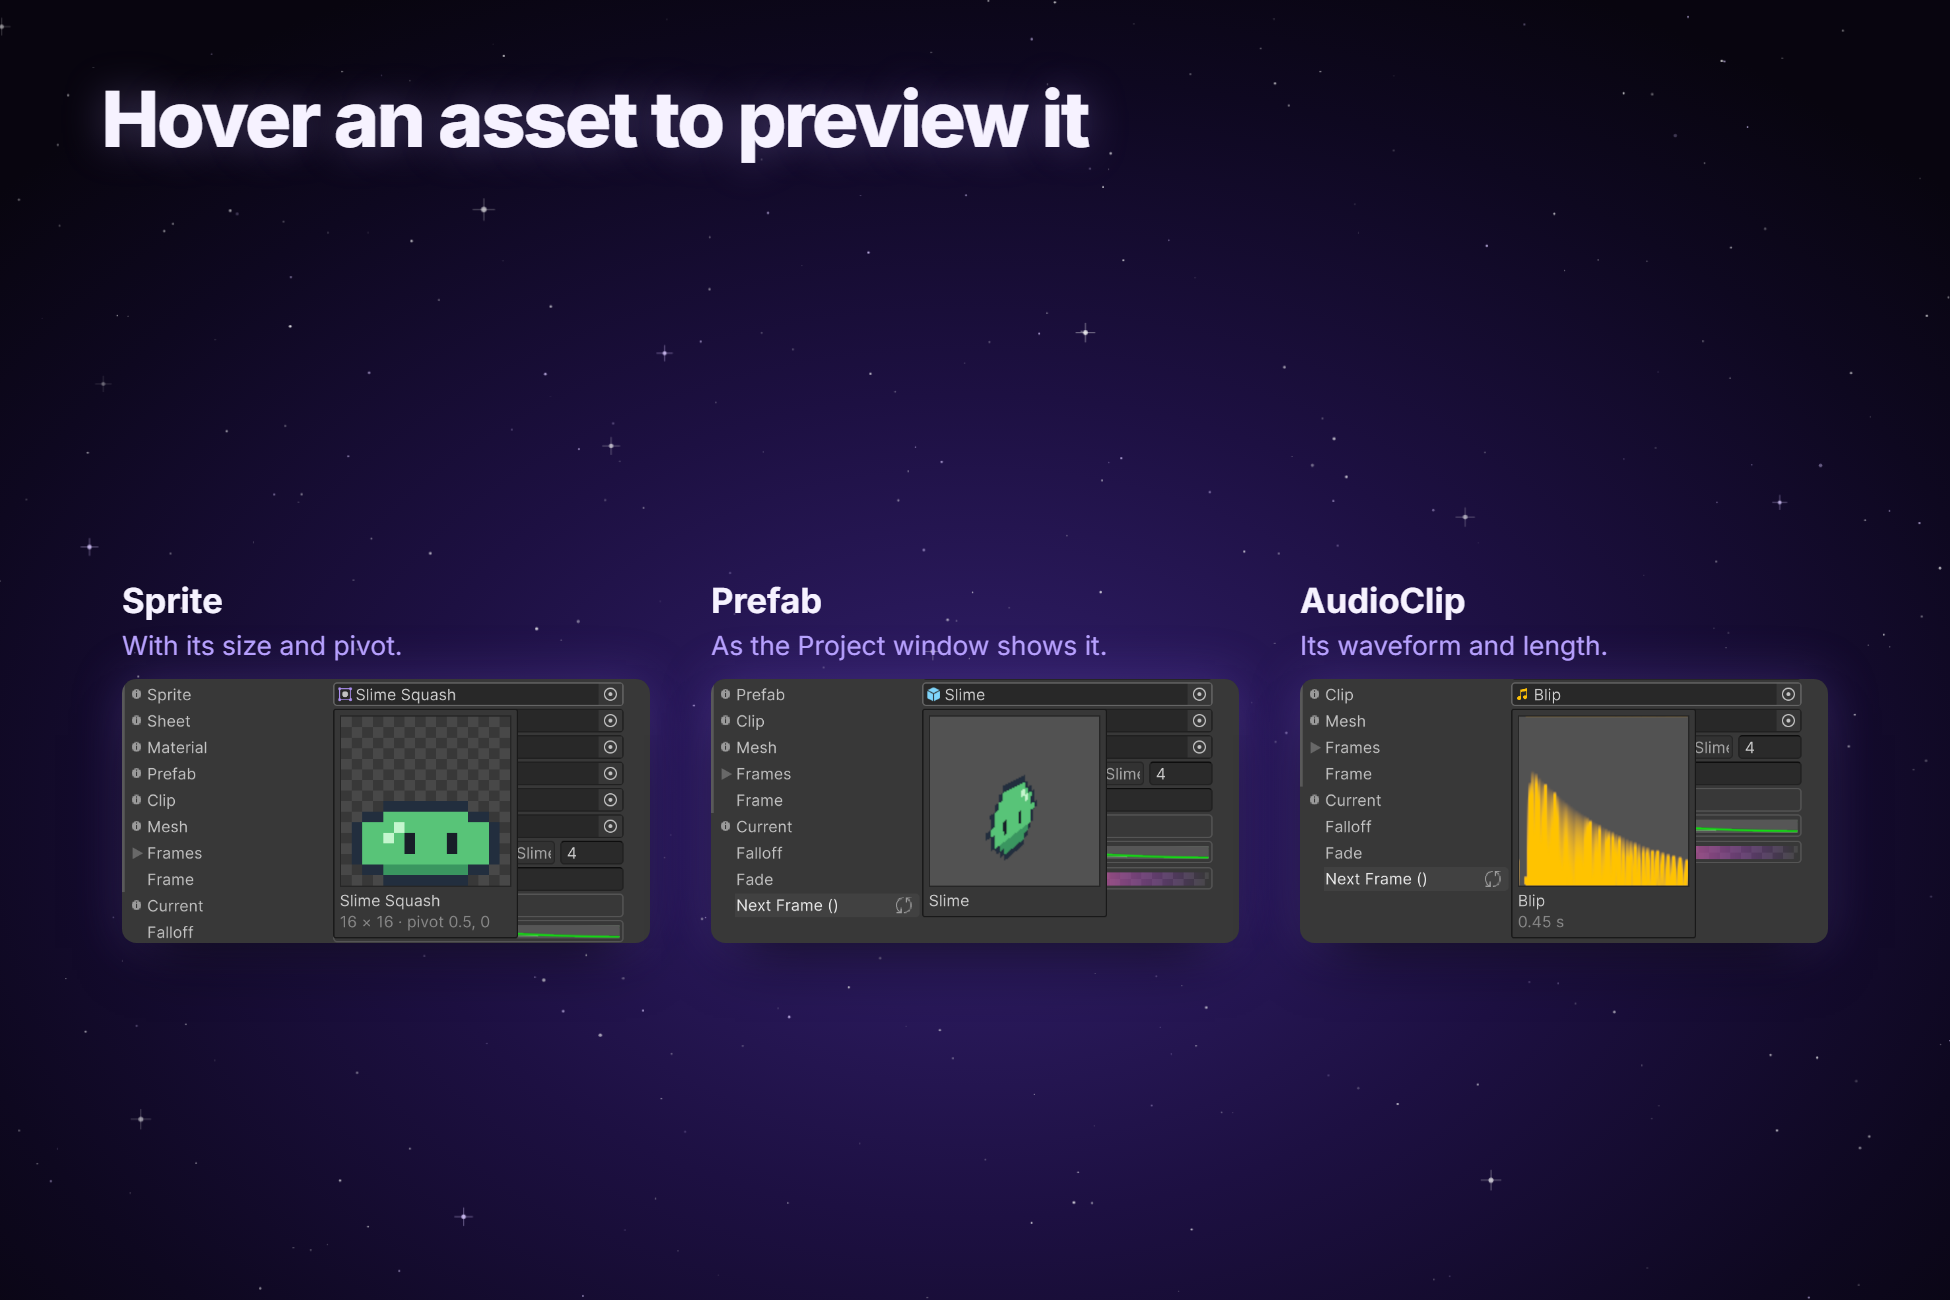 Hover an asset to preview it
Sprite
With its size and pivot.
Sprite
Slime Squash
Sheet
Material
Prefab
Clip
Mesh
Frames
Slime
4
Frame
Current
Falloff
Slime Squash
16 × 16 · pivot 0.5, 0
Prefab
As the Project window shows it.
Prefab
Slime
Clip
Mesh
Frames
Slime
4
Frame
Current
Falloff
Fade
Next Frame ()
Slime
AudioClip
Its waveform and length.
Clip
Blip
Mesh
Frames
Slime
4
Frame
Current
Falloff
Fade
Next Frame ()
Blip
0.45 s